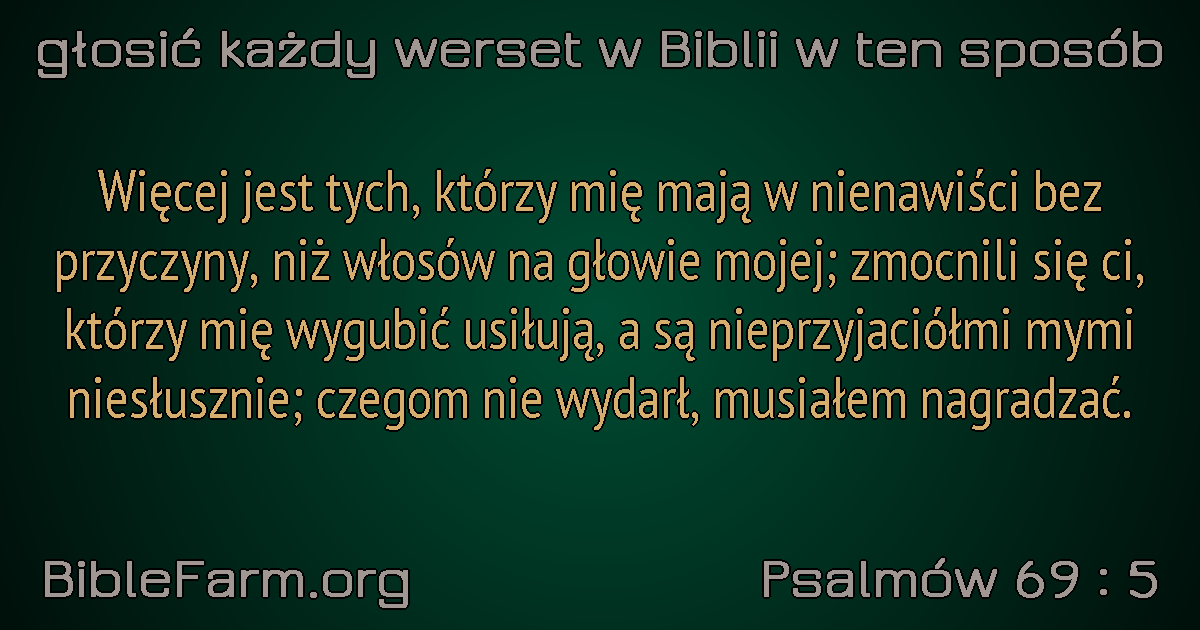 głosić każdy werset w Biblii w ten sposób
Więcej jest tych, którzy mię mają w nienawiści bez
przyczyny, niż włosów na głowie mojej; zmocnili się ci,
którzy mię wygubić usiłują, a są nieprzyjaciółmi mymi
niesłusznie; czegom nie wydarł, musiałem nagradzać.
BibleFarm.org
Psalmów 69 : 5